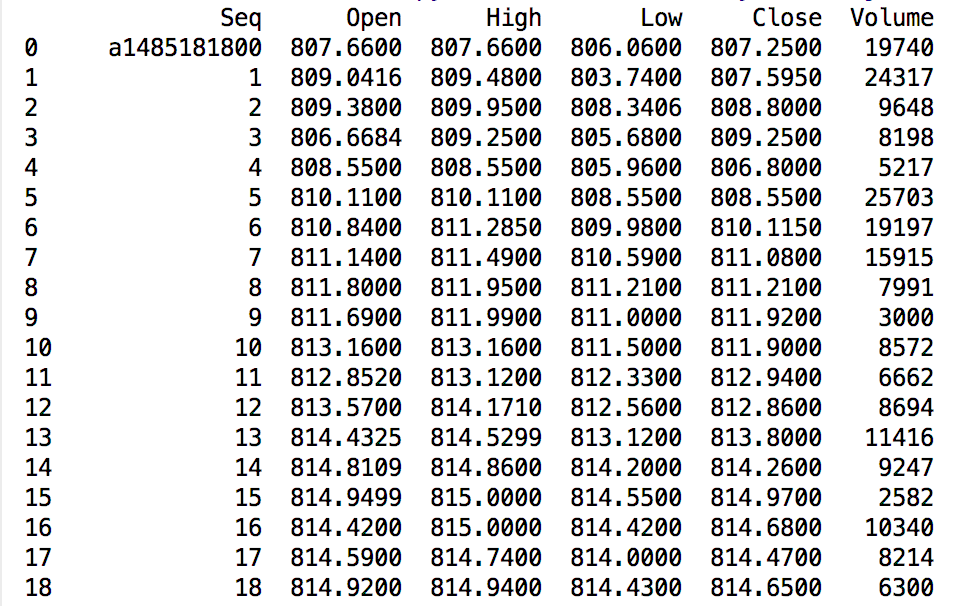 Seq Open High Low Close Volume
0 a1485181800 807.6600 807.6600 806.0600 807.2500 19740
1 1 809.0416 809.4800 803.7400 807.5950 24317
2 2 809.3800 809.9500 808.3406 808.8000 9648
3 3 806.6684 809.2500 805.6800 809.2500 8198
4 4 808.5500 808.5500 805.9600 806.8000 5217
5 5 810.1100 810.1100 808.5500 808.5500 25703
6 6 810.8400 811.2850 809.9800 810.1150 19197
7 7 811.1400 811.4900 810.5900 811.0800 15915
8 8 811.8000 811.9500 811.2100 811.2100 7991
9 9 811.6900 811.9900 811.0000 811.9200 3000
10 10 813.1600 813.1600 811.5000 811.9000 8572
11 11 812.8520 813.1200 812.3300 812.9400 6662
12 12 813.5700 814.1710 812.5600 812.8600 8694
13 13 814.4325 814.5299 813.1200 813.8000 11416
14 14 814.8109 814.8600 814.2000 814.2600 9247
15 15 814.9499 815.0000 814.5500 814.9700 2582
16 16 814.4200 815.0000 814.4200 814.6800 10340
17 17 814.5900 814.7400 814.0000 814.4700 8214
18 18 814.9200 814.9400 814.4300 814.6500 6300